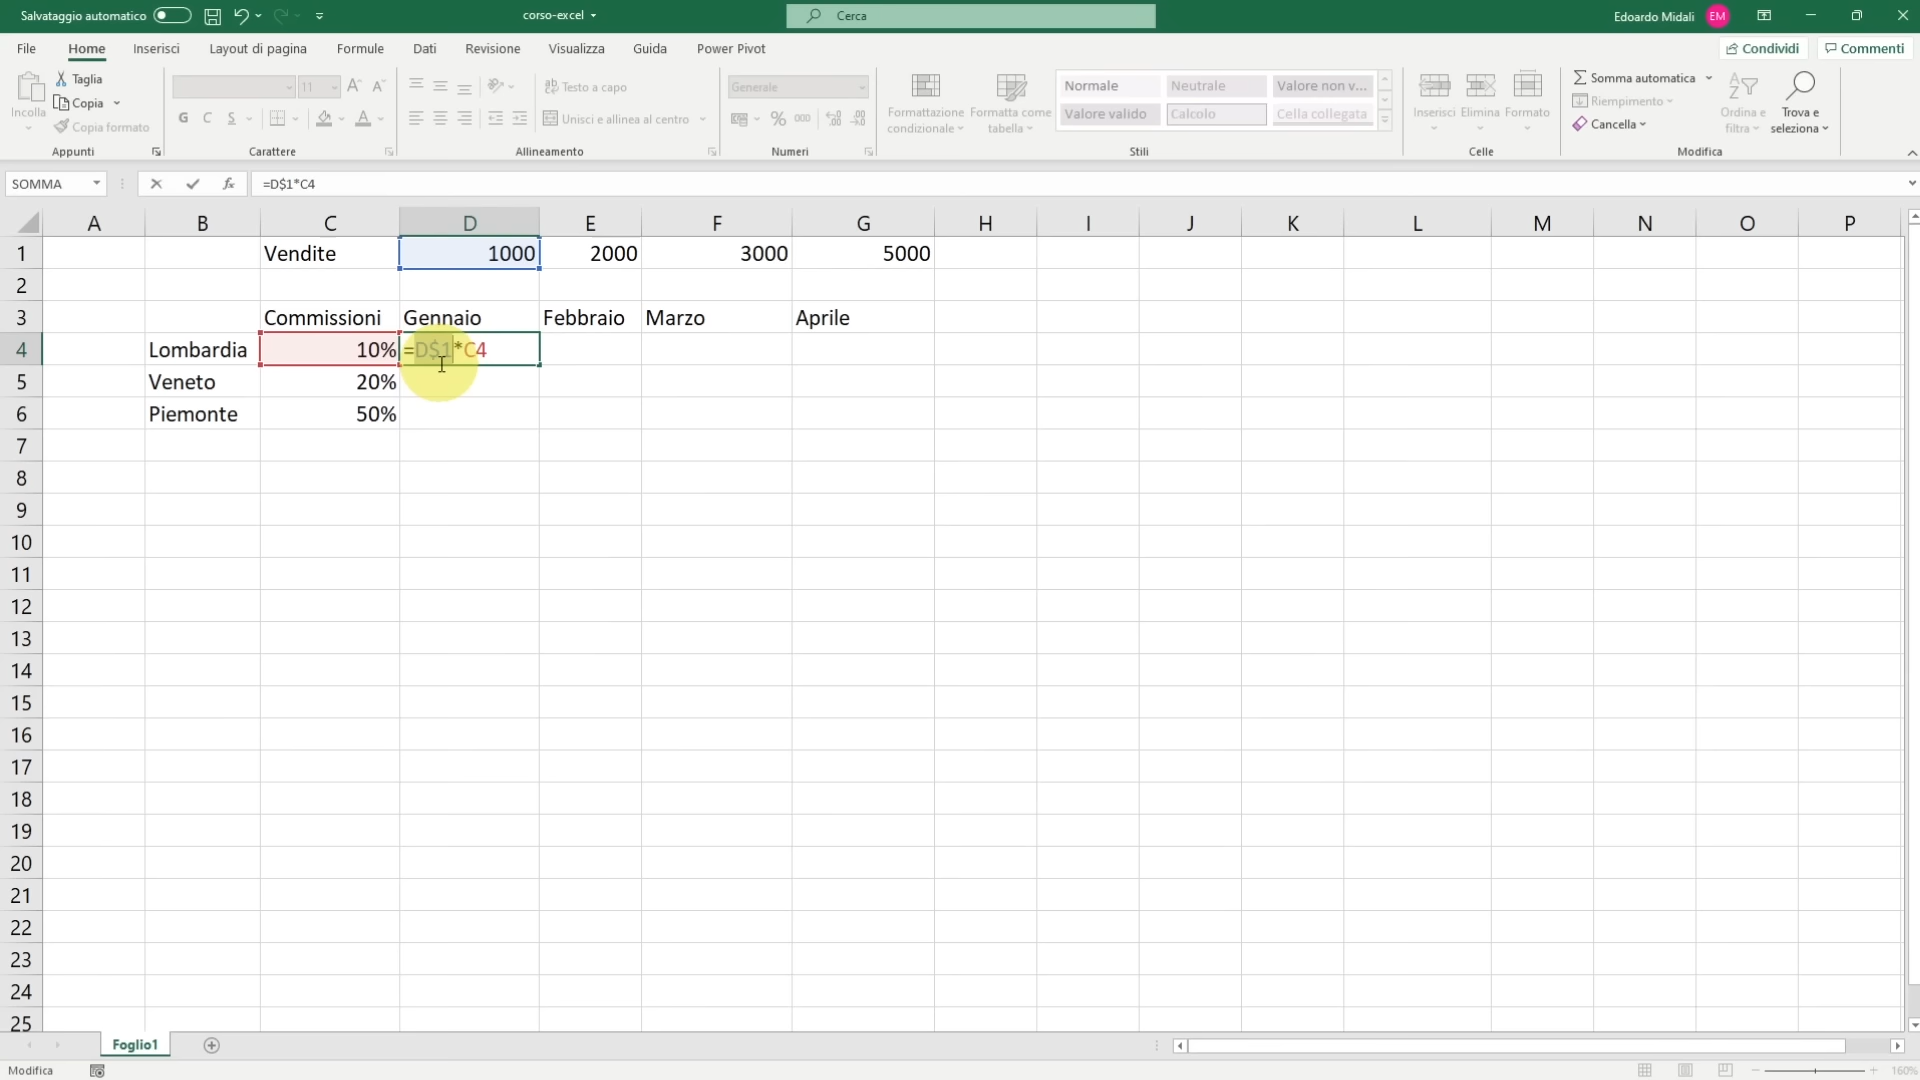 Salvataggio automatico
corso-excel
Cerca
Edoardo Midali
EM
File
Home
Inserisci
Layout di pagina
Formule
Dati
Revisione
Visualizza
Guida
Power Pivot
Condividi
Commenti
Incolla
Taglia
Copia
Copia formato
Appunti
11
G C S
Carattere
Testo a capo
Unisci e allinea al centro
Allineamento
Generale
% 000
Numeri
Formattazione condizionale
Formatta come tabella
Normale
Neutrale
Valore non v...
Valore valido
Calcolo
Cella collegata
Stili
Inserisci
Elimina
Formato
Celle
Somma automatica
Riempimento
Cancella
Ordina e filtra
Trova e seleziona
Modifica
SOMMA
fx
=D$1*C4
A B C D E F G H I J K L M N O P
1 Vendite 1000 2000 3000 5000
2
3 Commissioni Gennaio Febbraio Marzo Aprile
4 Lombardia 10% =D$1*C4
5 Veneto 20%
6 Piemonte 50%
7
8
9
10
11
12
13
14
15
16
17
18
19
20
21
22
23
24
25
Foglio1
Modifica
160%